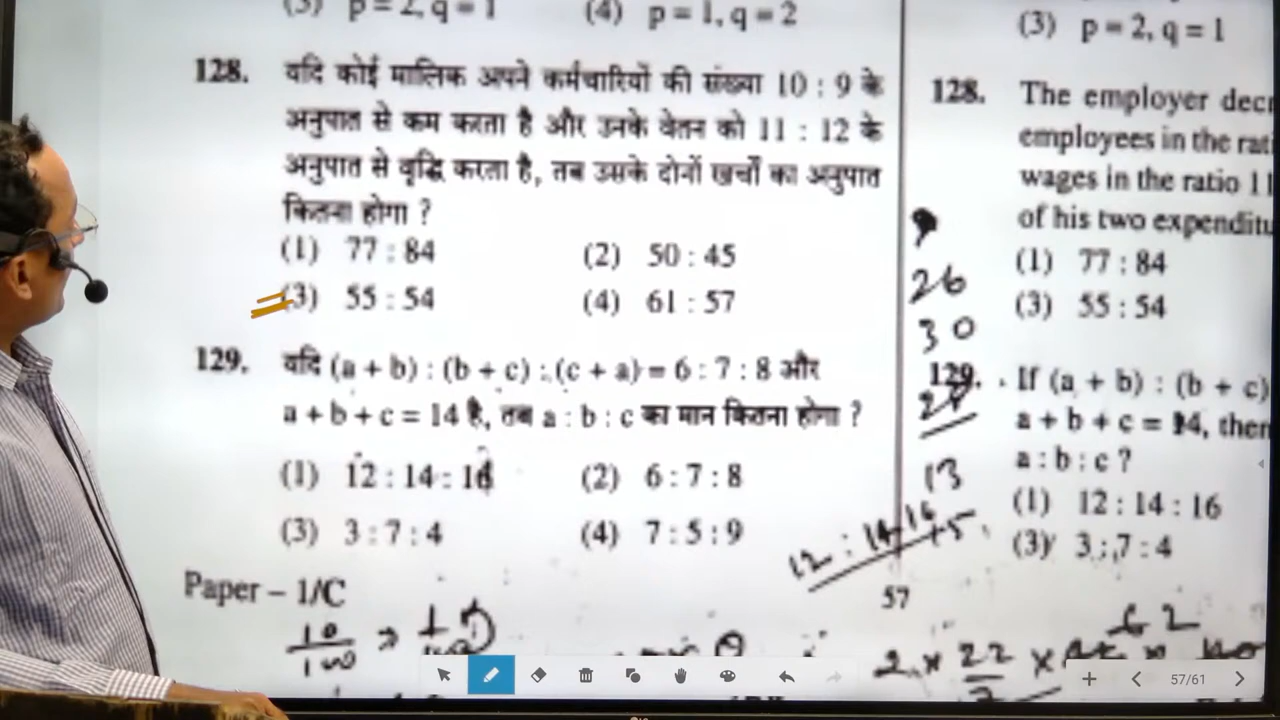 (3) p = 2, q = 1 (4) p = 1, q = 2
128. यदि कोई मालिक अपने कर्मचारियों की संख्या 10 : 9 के
अनुपात से कम करता है और उनके वेतन को 11 : 12 के
अनुपात से वृद्धि करता है, तब उसके दोनों खर्चों का अनुपात
कितना होगा ?
(1) 77 : 84 (2) 50 : 45
(3) 55 : 54 (4) 61 : 57
129. यदि (a + b) : (b + c) : (c + a) = 6 : 7 : 8 और
a + b + c = 14 है, तब a : b : c का मान कितना होगा ?
(1) 12 : 14 : 16 (2) 6 : 7 : 8
(3) 3 : 7 : 4 (4) 7 : 5 : 9
Paper – 1/C
57
(3) p = 2, q = 1
128. The employer
employees in the
wages in the ratio
of his two
(1) 77 : 84
(3) 55 : 54
129. If (a + b) : (b + c)
a + b + c = 14,
a : b : c ?
(1) 12 : 14 : 16
(3) 3 : 7 : 4
26
30
13
57/61